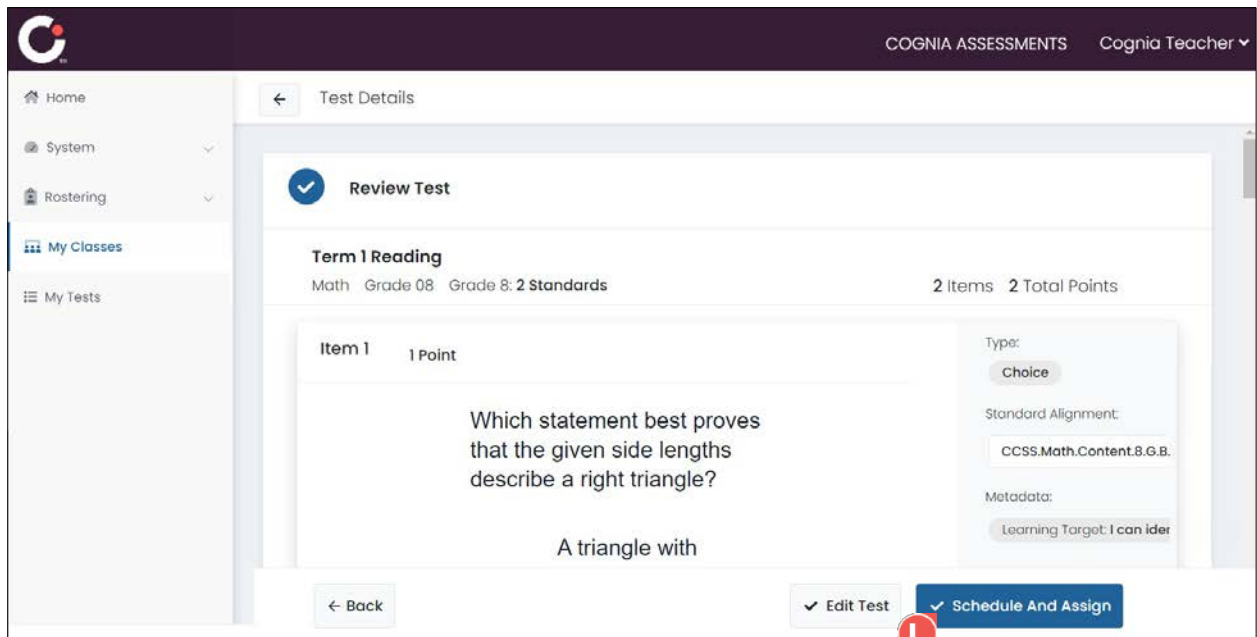 COGNIA ASSESSMENTS Cognia Teacher
Home
Test Details
System
Rostering
My Classes
My Tests
Review Test
Term 1 Reading
Math Grade 08 Grade 8: 2 Standards
2 Items 2 Total Points
Item 1 1 Point
Type:
Choice
Which statement best proves
that the given side lengths
describe a right triangle?
Standard Alignment:
CCSS.Math.Content.8.G.B.
Metadata:
Learning Target: I can iden
A triangle with
← Back
Edit Test
Schedule And Assign